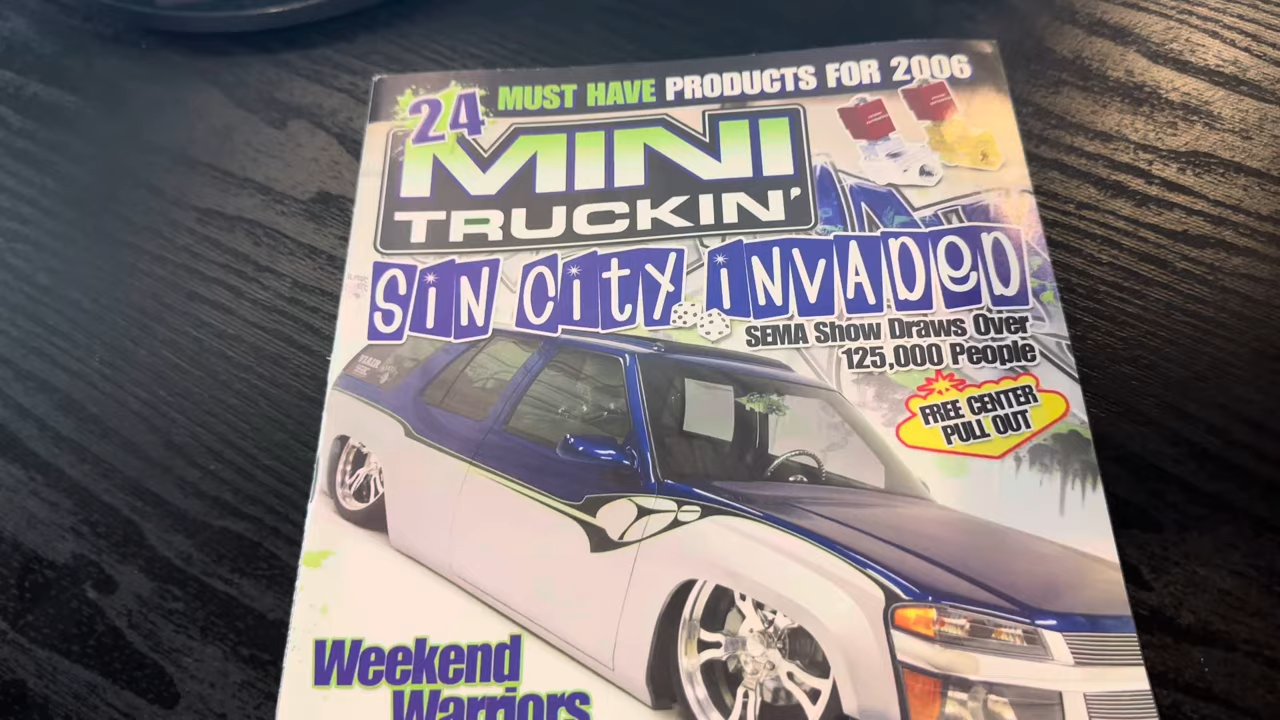 24 MUST HAVE PRODUCTS FOR 2006
MINI
TRUCKIN'
SiN City iNVADeD
SEMA Show Draws Over
125,000 People
FREE CENTER
PULL OUT
Weekend
Warriors